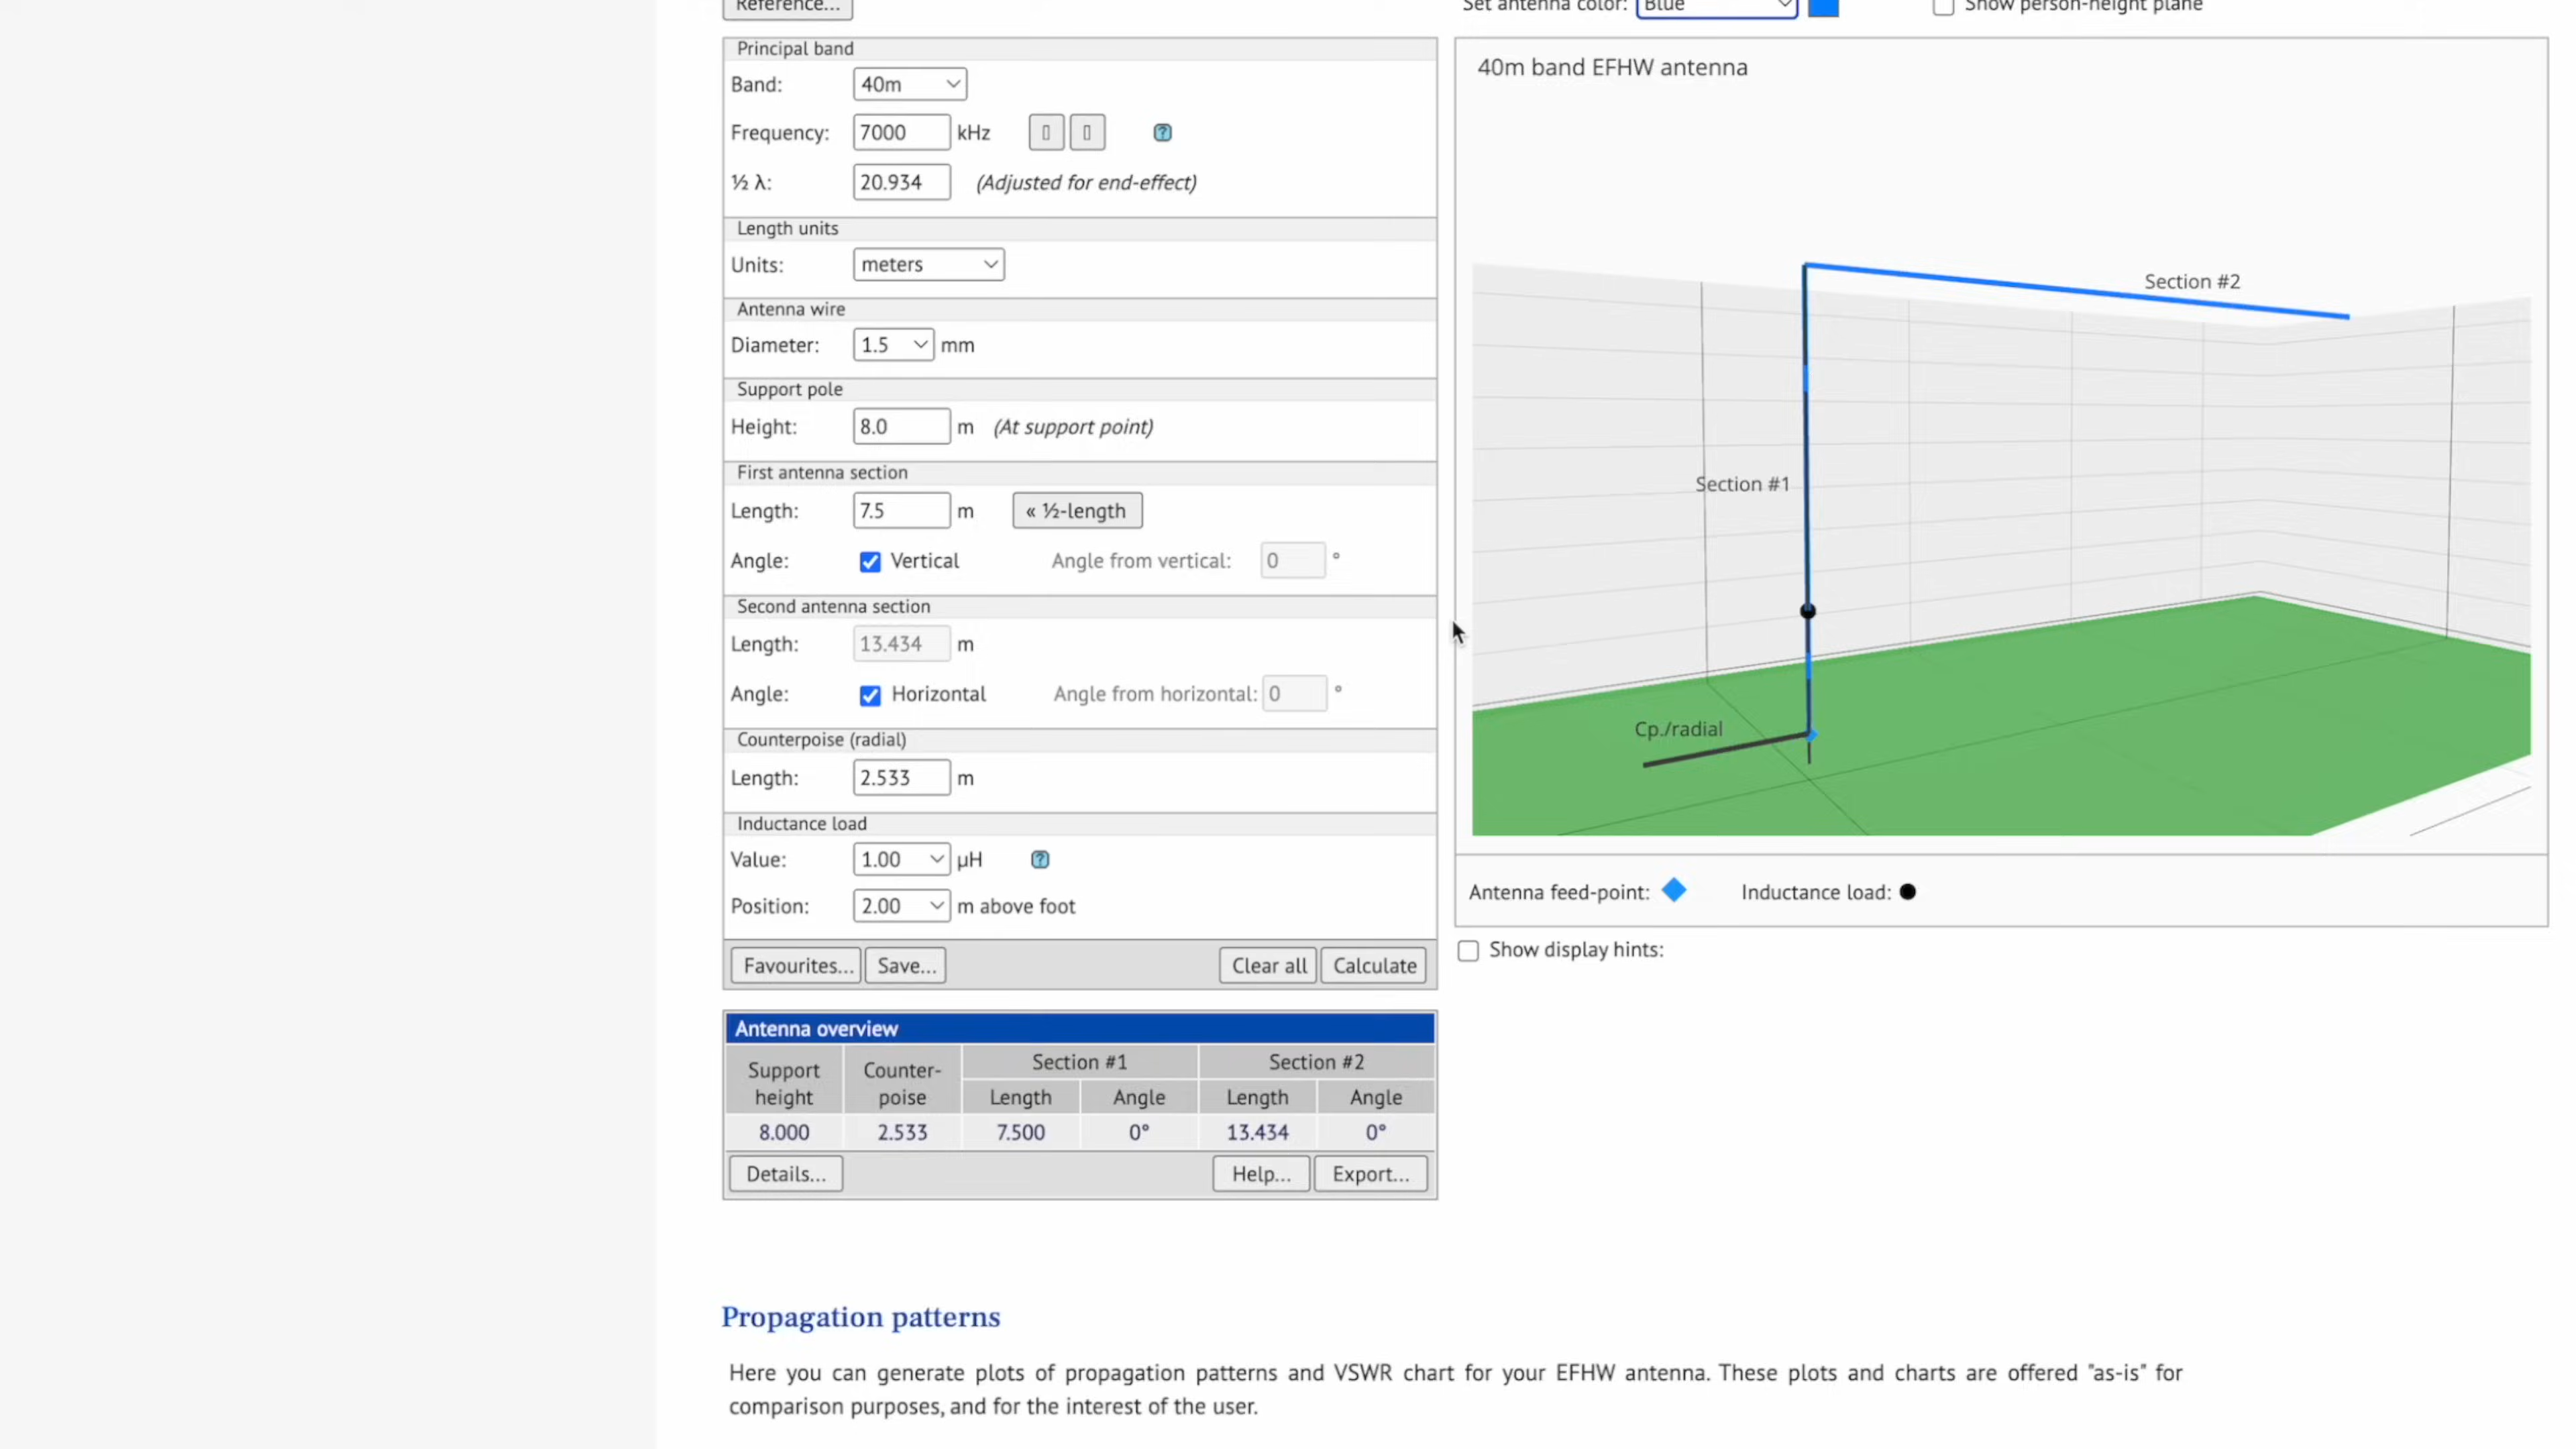 Reference...
Set antenna color: Blue
Show person-height plane
Principal band
Band: 40m
Frequency: 7000 kHz
½ λ: 20.934 (Adjusted for end-effect)
Length units
Units: meters
Antenna wire
Diameter: 1.5 mm
Support pole
Height: 8.0 m (At support point)
First antenna section
Length: 7.5 m « ½-length
Angle: Vertical Angle from vertical: 0 °
Second antenna section
Length: 13.434 m
Angle: Horizontal Angle from horizontal: 0 °
Counterpoise (radial)
Length: 2.533 m
Inductance load
Value: 1.00 µH
Position: 2.00 m above foot
Favourites... Save... Clear all Calculate
40m band EFHW antenna
Section #2
Section #1
Cp./radial
Antenna feed-point: Inductance load:
Show display hints:
Antenna overview
Support height Counter-poise Section #1 Section #2
Length Angle Length Angle
8.000 2.533 7.500 0° 13.434 0°
Details... Help... Export...
Propagation patterns
Here you can generate plots of propagation patterns and VSWR chart for your EFHW antenna. These plots and charts are offered "as-is" for
comparison purposes, and for the interest of the user.